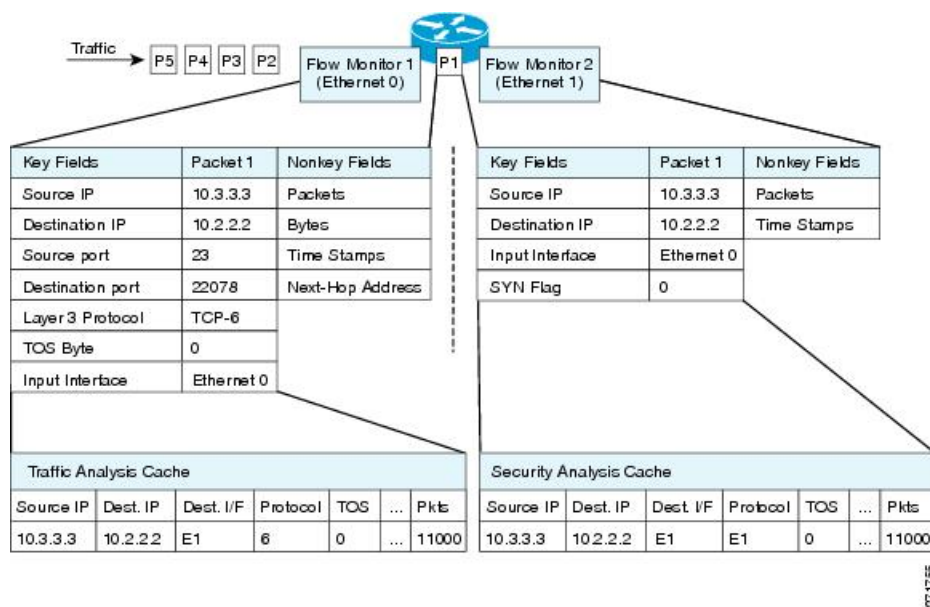 Traffic
P5 P4 P3 P2
Flow Monitor 1
(Ethernet 0)
P1
Flow Monitor 2
(Ethernet 1)
Key Fields Packet 1 Nonkey Fields
Source IP 10.3.3.3 Packets
Destination IP 10.2.2.2 Bytes
Source port 23 Time Stamps
Destination port 22078 Next-Hop Address
Layer 3 Protocol TCP-6
TOS Byte 0
Input Interface Ethernet 0
Key Fields Packet 1 Nonkey Fields
Source IP 10.3.3.3 Packets
Destination IP 10.2.2.2 Time Stamps
Input Interface Ethernet 0
SYN Flag 0
Traffic Analysis Cache
Source IP Dest. IP Dest. I/F Protocol TOS ... Pkts
10.3.3.3 10.2.2.2 E1 6 0 ... 11000
Security Analysis Cache
Source IP Dest. IP Dest. I/F Protocol TOS ... Pkts
10.3.3.3 10.2.2.2 E1 E1 0 ... 11000